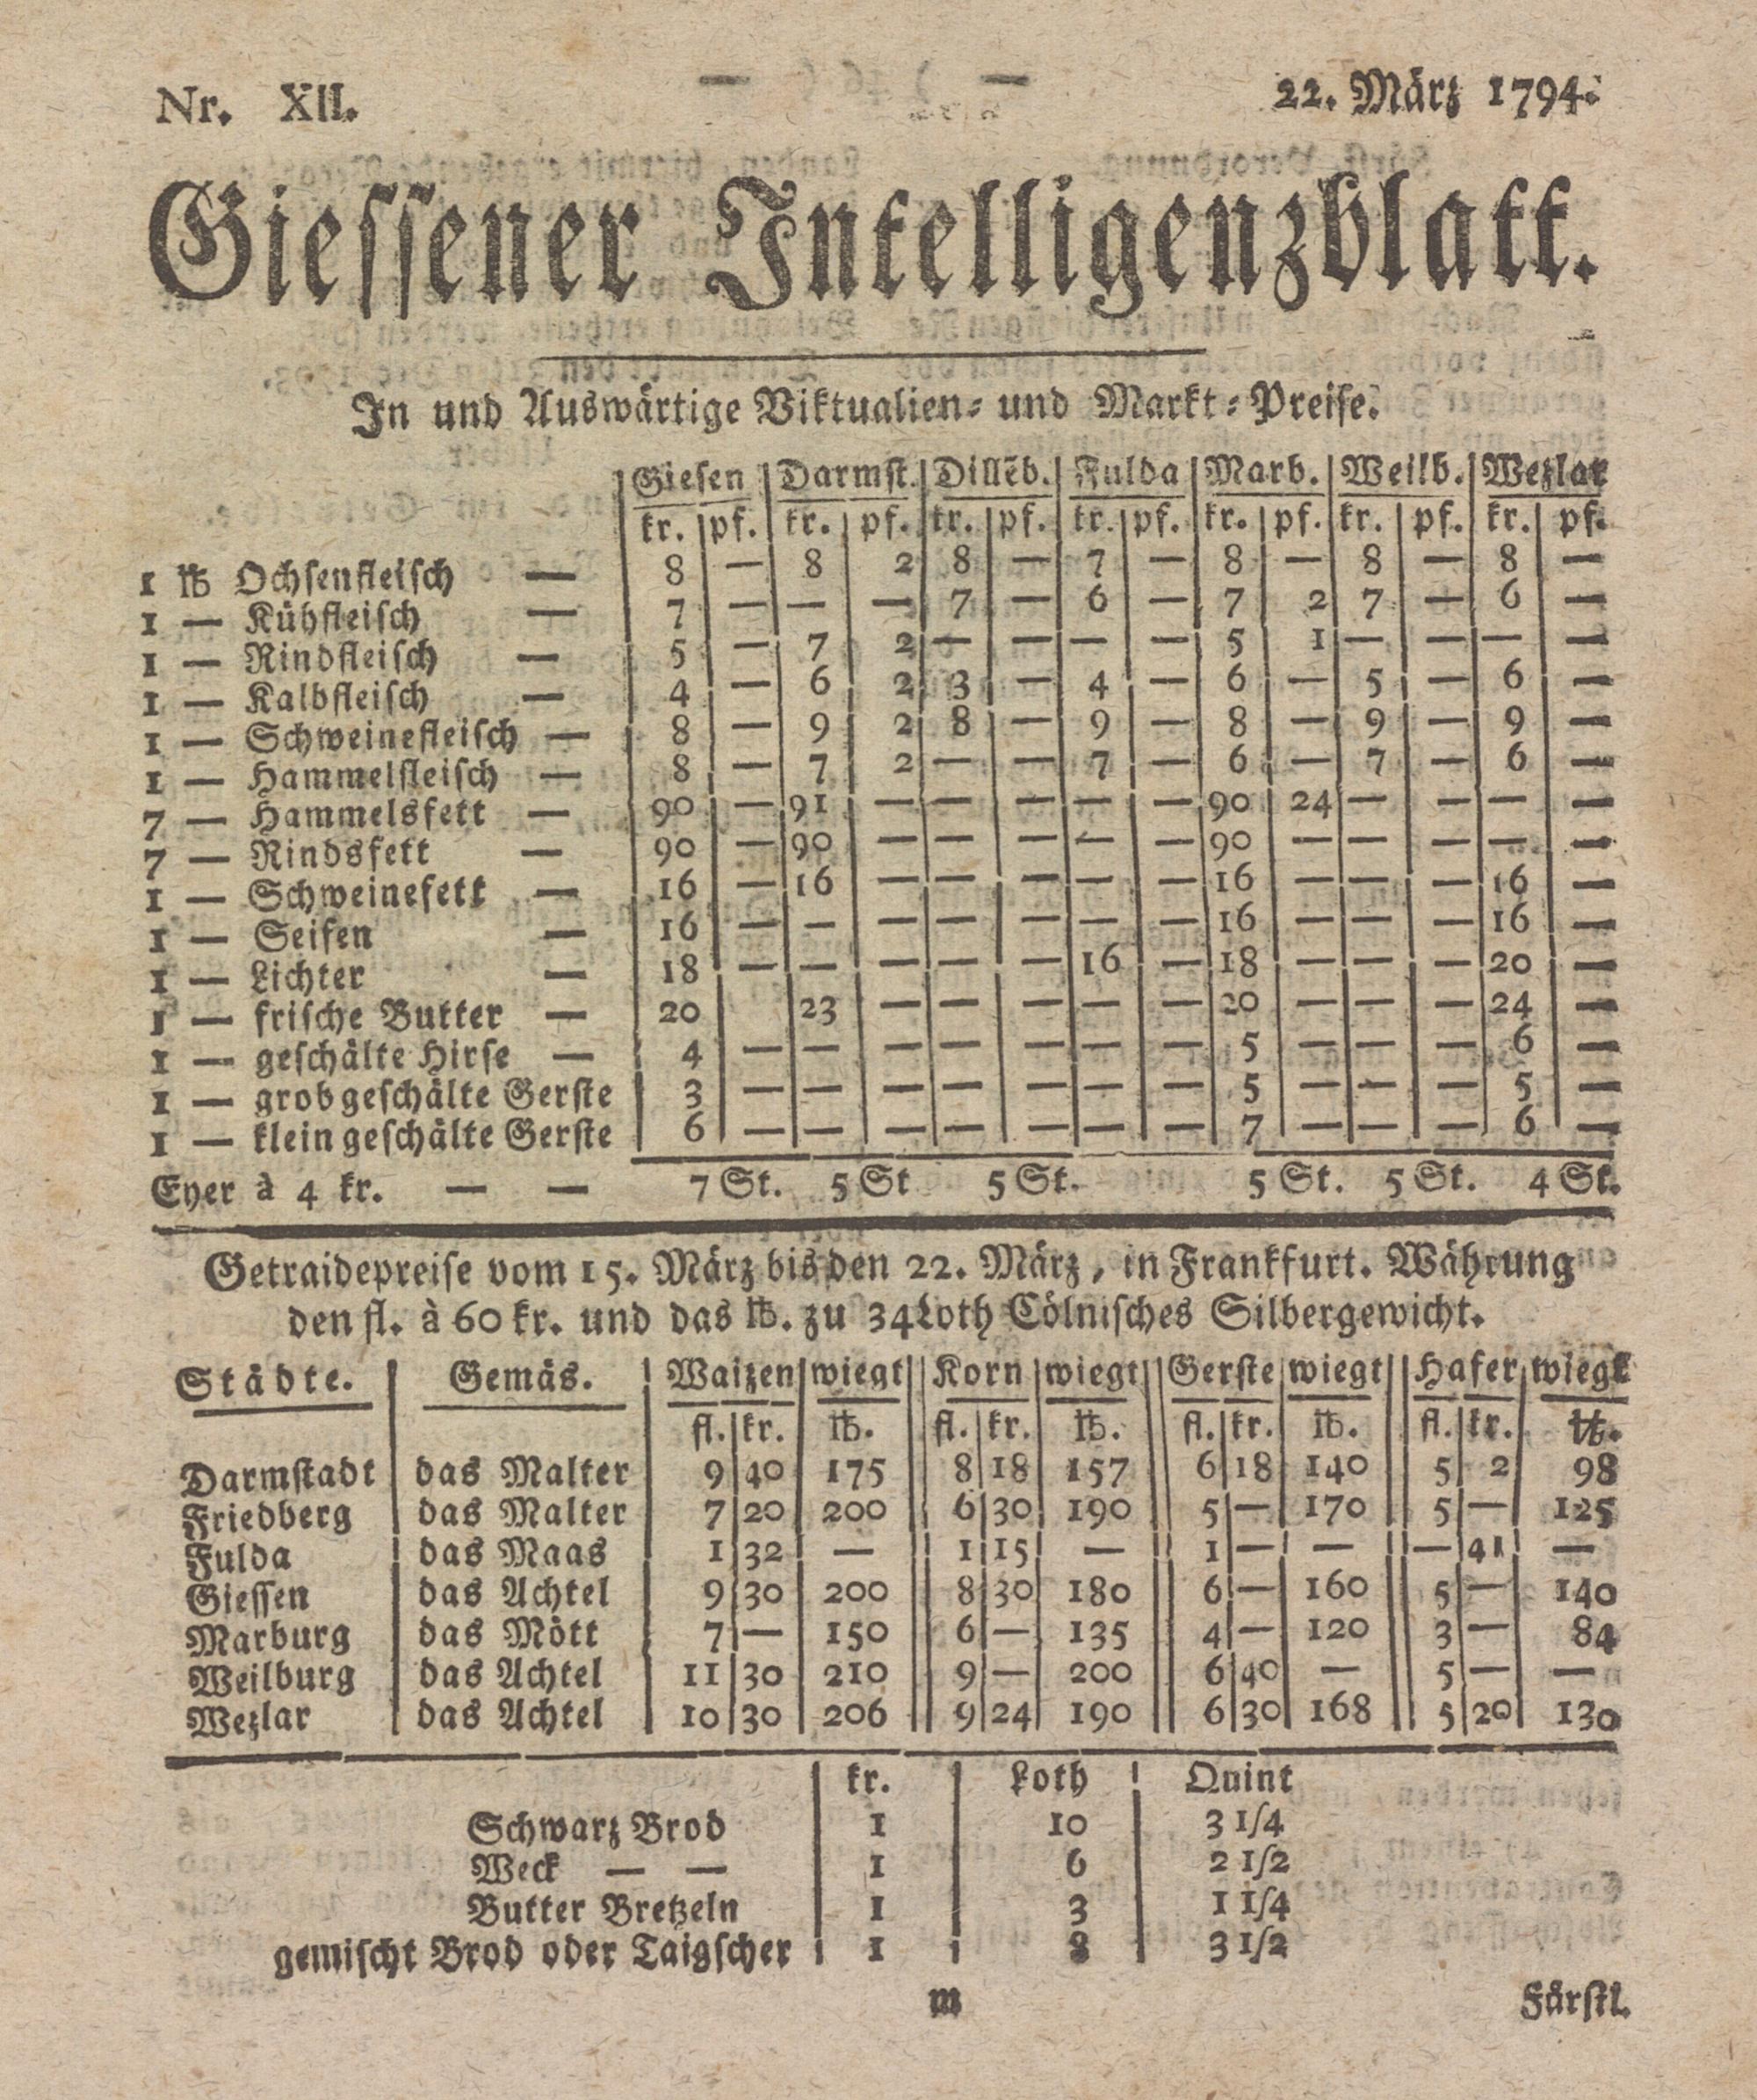 Nr. XII. 22. März 1794.
Giessener Intelligenzblatt.
In und Auswärtige Viktualien- und Markt-Preise.
Giesen Darmst. Dillēb. Fulda Marb. Weilb. Wezlar
kr. pf. kr. pf. kr. pf. kr. pf. kr. pf. kr. pf. kr. pf.
1 ℔ Ochsenfleisch — 8 — 8 2 8 — 7 — 8 — 8 — 8 —
1 — Kühfleisch — 7 — — — 7 — 6 — 7 2 7 — 6 —
1 — Rindfleisch — 5 — 7 2 — — — — 5 1 — — — —
1 — Kalbfleisch — 4 — 6 2 3 — 4 — 6 — 5 — 6 —
1 — Schweinefleisch — 8 — 9 2 8 — 9 — 8 — 9 — 9 —
1 — Hammelfleisch — 8 — 7 2 — — 7 — 6 — 7 — 6 —
7 — Hammelsfett — 90 — 91 — — — — — 90 24 — — — —
7 — Rindsfett — 90 — 90 — — — — — 90 — — — — —
1 — Schweinefett — 16 — 16 — — — — — 16 — — — 16 —
1 — Seifen — 16 — — — — — — — 16 — — — 16 —
1 — Lichter — 18 — — — — — 16 — 18 — — — 20 —
1 — frische Butter — 20 23 — — — — — 20 — — — 24 —
1 — geschälte Hirse — 4 — — — — — — — 5 — — — 6 —
1 — grob geschälte Gerste 3 — — — — — — — 5 — — — 5 —
1 — klein geschälte Gerste 6 — — — — — — — 7 — — — 6 —
Eyer à 4 kr. — — 7 St. 5 St 5 St. 5 St. 5 St. 4 St.
Getraidepreise vom 15. März bis den 22. März, in Frankfurt. Währung
den fl. à 60 kr. und das ℔. zu 34 Loth Cölnisches Silbergewicht.
Städte. Gemäs. Waizen wiegt Korn wiegt Gerste wiegt Hafer wiegt
fl. kr. ℔. fl. kr. ℔. fl. kr. ℔. fl. kr. ℔.
Darmstadt das Malter 9 40 175 8 18 157 6 18 140 5 2 98
Friedberg das Malter 7 20 200 6 30 190 5 — 170 5 — 125
Fulda das Maas 1 32 — 1 15 — 1 — — — 41 —
Giessen das Achtel 9 30 200 8 30 180 6 — 160 5 — 140
Marburg das Mött 7 — 150 6 — 135 4 — 120 3 — 84
Weilburg das Achtel 11 30 210 9 — 200 6 40 — 5 — —
Wezlar das Achtel 10 30 206 9 24 190 6 30 168 5 20 130
kr. Loth Quint
Schwarz Brod 1 10 3 1/4
Weck — — 1 6 2 1/2
Butter Bretzeln 1 3 1 1/4
gemischt Brod oder Taigscher 1 8 3 1/2
m Fürstl.